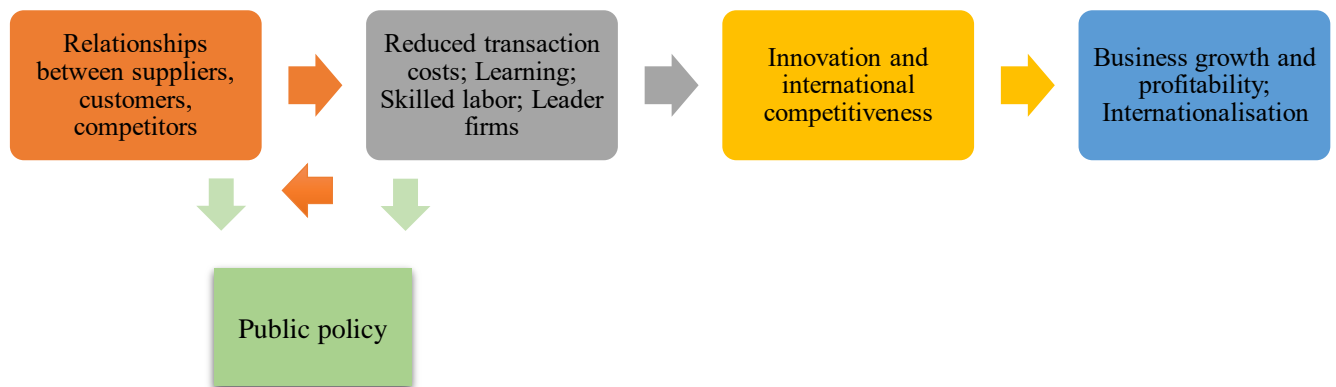 Relationships
between suppliers,
customers,
competitors
Reduced transaction
costs; Learning;
Skilled labor; Leader
firms
Innovation and
international
competitiveness
Business growth and
profitability;
Internationalisation
Public policy